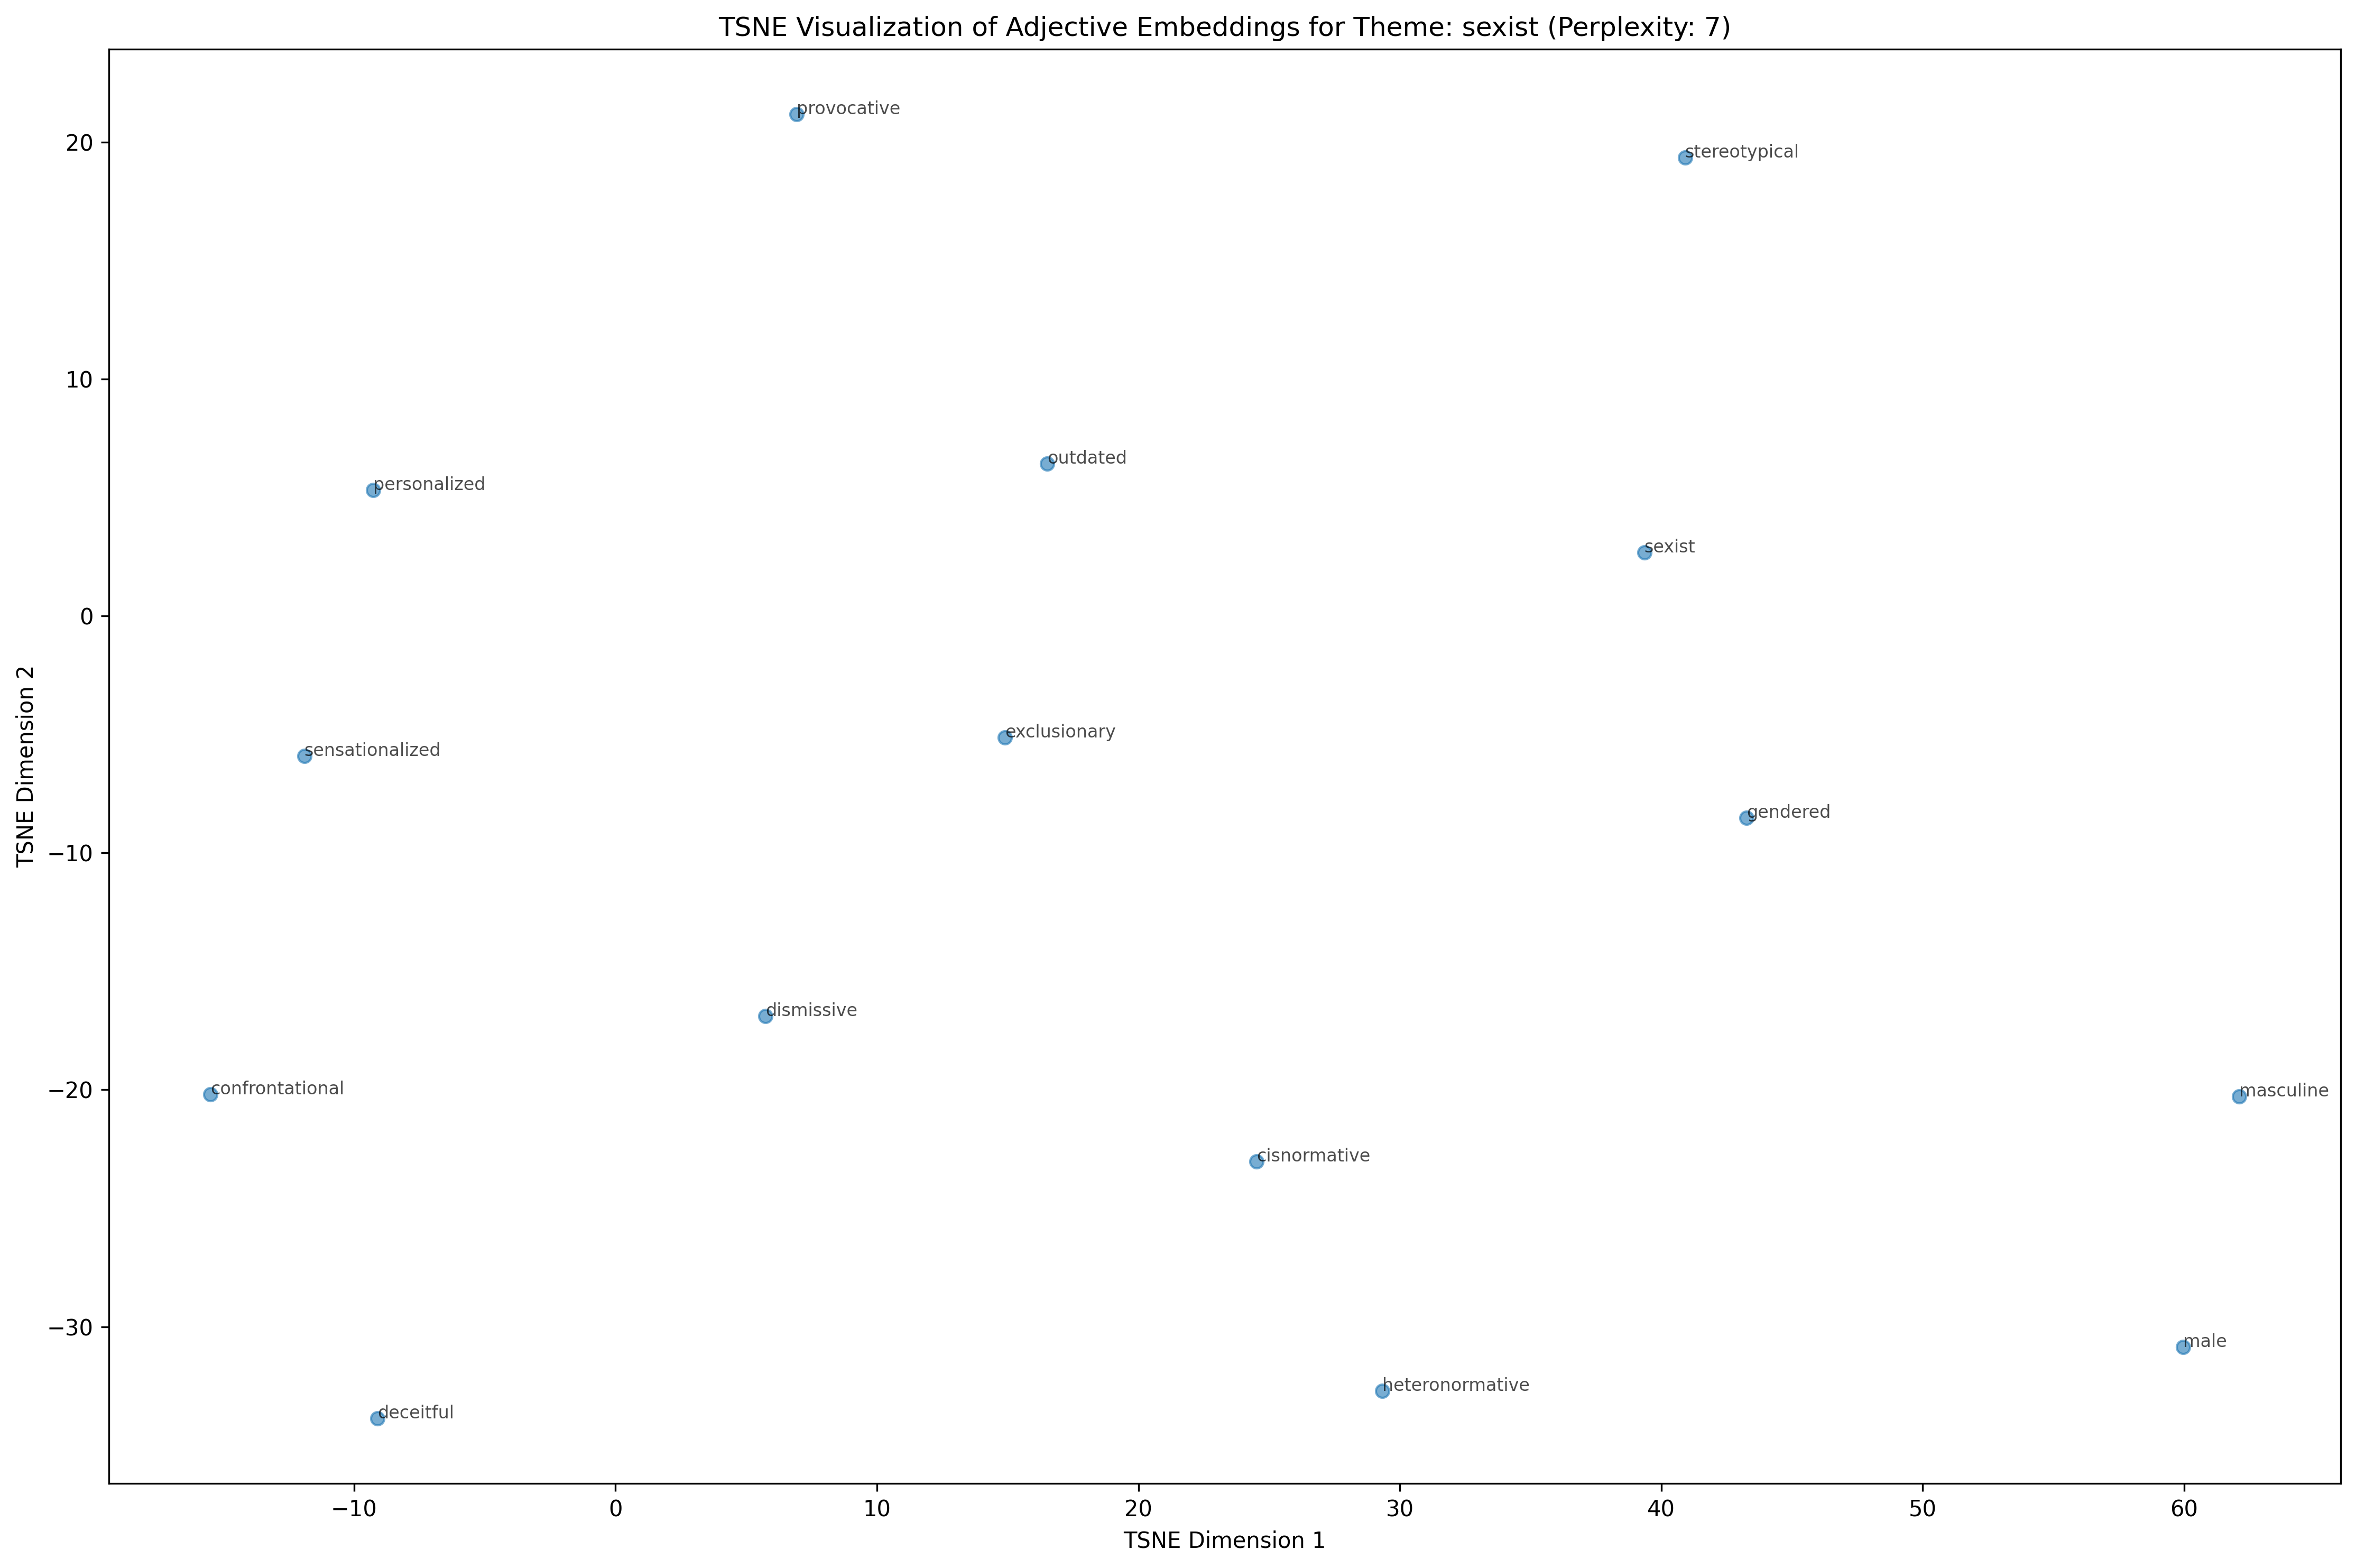 TSNE Visualization of Adjective Embeddings for Theme: sexist (Perplexity: 7)
provocative
stereotypical
outdated
personalized
sexist
exclusionary
sensationalized
gendered
dismissive
confrontational
masculine
cisnormative
male
heteronormative
deceitful
20
10
0
−10
−20
−30
TSNE Dimension 2
−10
0
10
20
30
40
50
60
TSNE Dimension 1